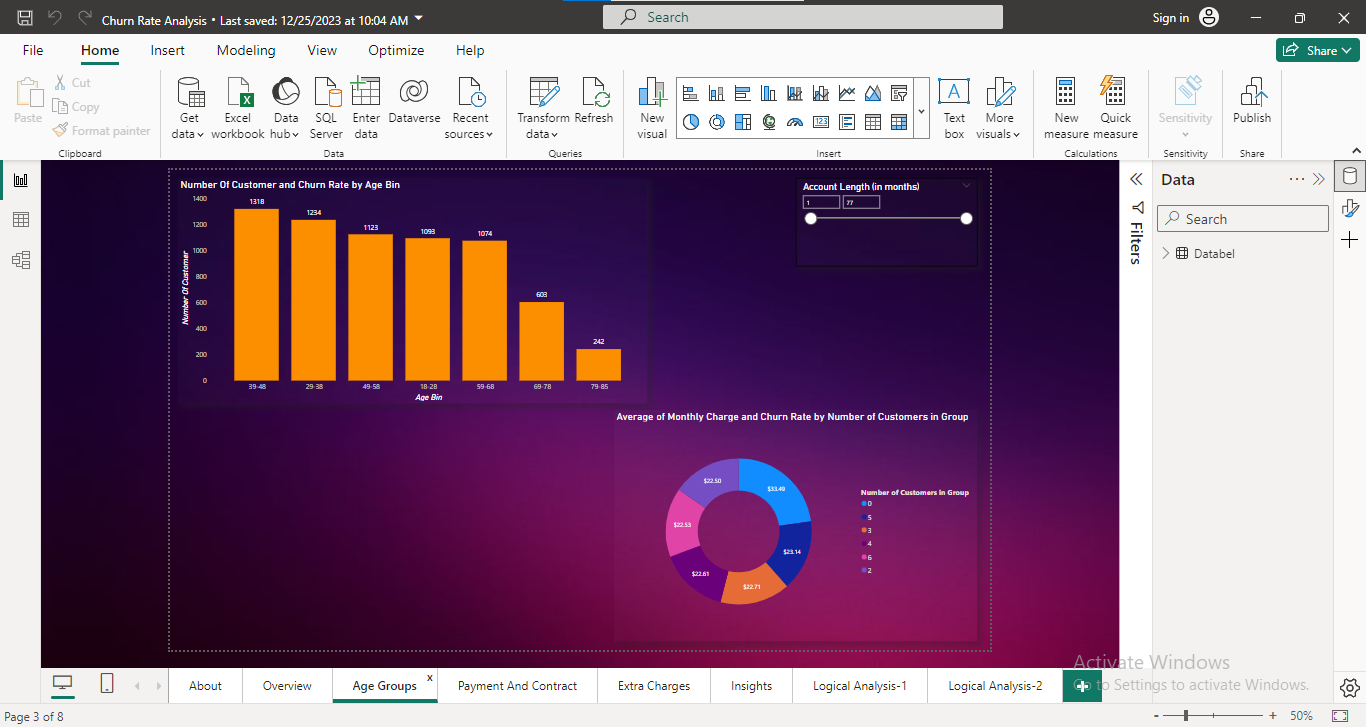 Churn Rate Analysis • Last saved: 12/25/2023 at 10:04 AM
Search
Sign in
File
Home
Insert
Modeling
View
Optimize
Help
Share
Paste
Cut
Copy
Format painter
Clipboard
Get data
Excel workbook
Data hub
SQL Server
Enter data
Dataverse
Recent sources
Data
Transform data
Refresh
Queries
New visual
123
Insert
A
Text box
More visuals
New measure
Quick measure
Calculations
Sensitivity
Sensitivity
Publish
Share
Number Of Customer and Churn Rate by Age Bin
Number Of Customer
1400
1200
1000
800
600
400
200
0
1318
1234
1123
1093
1074
603
242
39-48
29-38
49-58
18-28
59-68
69-78
79-85
Age Bin
Account Length (in months)
1
77
Average of Monthly Charge and Churn Rate by Number of Customers in Group
$22.50
$33.49
$22.53
$23.14
$22.61
$22.71
Number of Customers in Group
0
5
3
4
6
2
Filters
Data
Search
Databel
Activate Windows
Go to Settings to activate Windows.
About
Overview
Age Groups
x
Payment And Contract
Extra Charges
Insights
Logical Analysis-1
Logical Analysis-2
Page 3 of 8
- + 50%